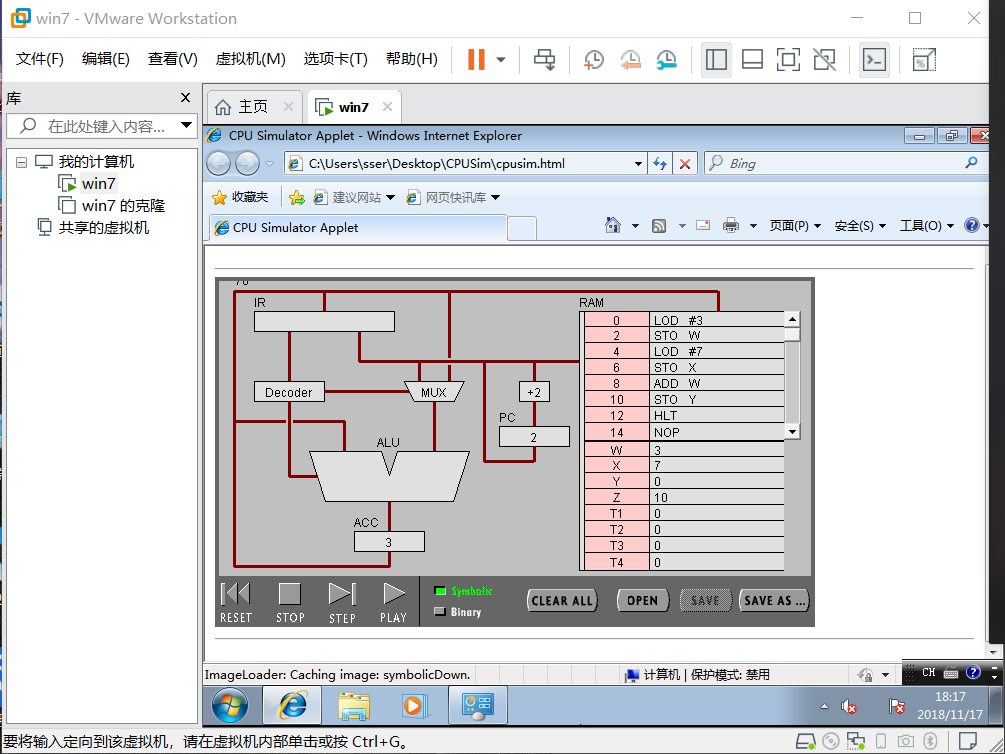 win7 - VMware Workstation
文件(F) 编辑(E) 查看(V) 虚拟机(M) 选项卡(T) 帮助(H)
库
在此处键入内容...
我的计算机
win7
win7 的克隆
共享的虚拟机
主页 win7
CPU Simulator Applet - Windows Internet Explorer
C:\Users\sser\Desktop\CPUSim\cpusim.html Bing
收藏夹 建议网站 网页快讯库
CPU Simulator Applet 页面(P) 安全(S) 工具(O)
IR
Decoder
MUX
+2
PC
2
ALU
ACC
3
RAM
0 LOD #3
2 STO W
4 LOD #7
6 STO X
8 ADD W
10 STO Y
12 HLT
14 NOP
W 3
X 7
Y 0
Z 10
T1 0
T2 0
T3 0
T4 0
RESET STOP STEP PLAY
Symbolic
Binary
CLEAR ALL OPEN SAVE SAVE AS ...
ImageLoader: Caching image: symbolicDown. 计算机 | 保护模式: 禁用
CH
18:17
2018/11/17
要将输入定向到该虚拟机，请在虚拟机内部单击或按 Ctrl+G。